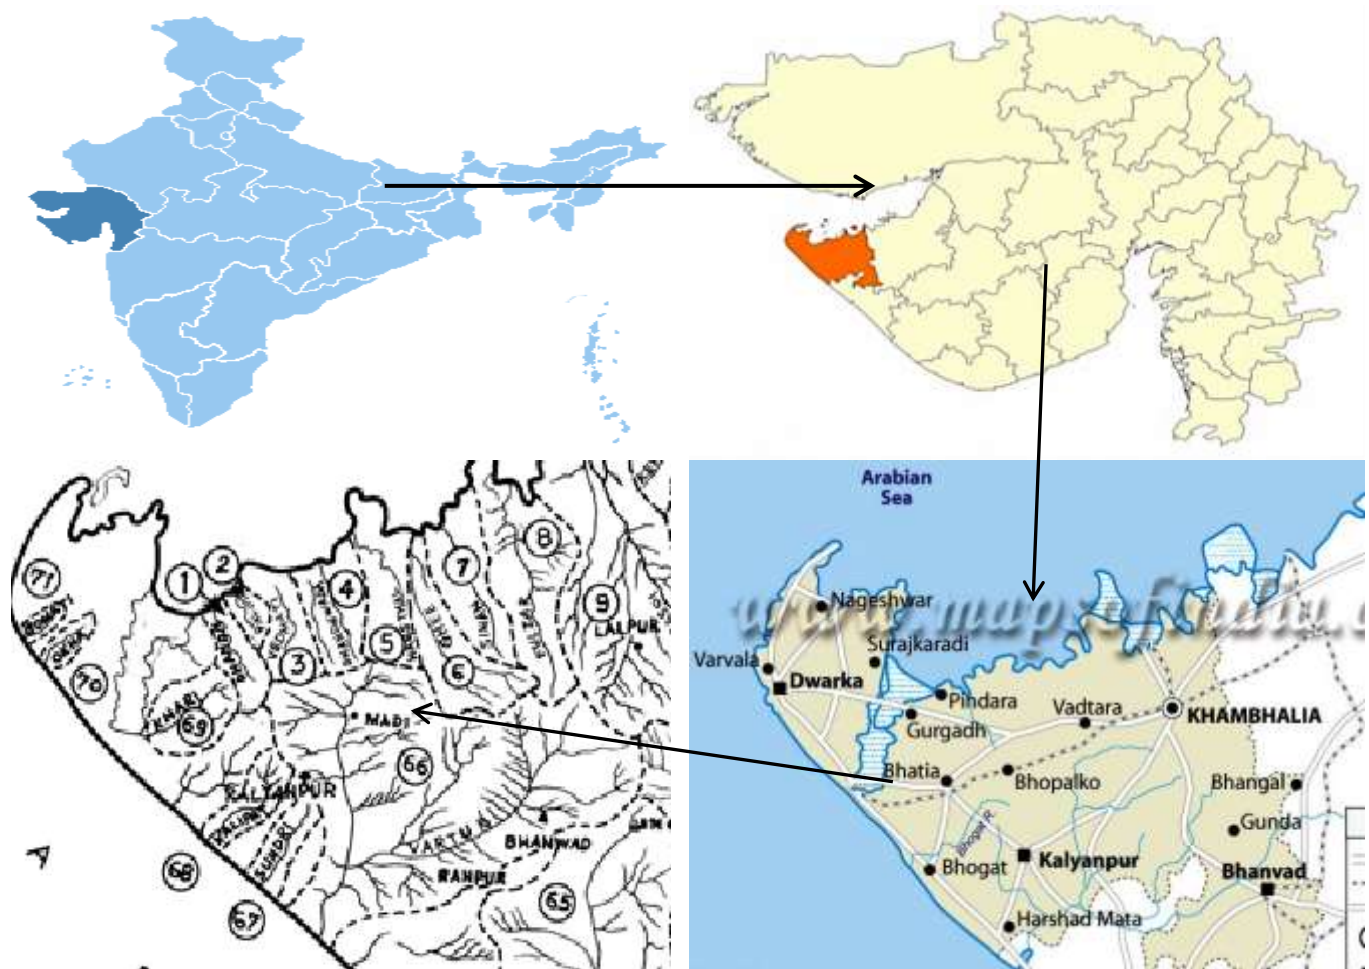 Arabian
Sea
www.mapsofindia.c
Nageshwar
Surajkaradi
Varvala
Dwarka
Pindara
Gurgadh
Vadtara
KHAMBHALIA
Bhatia
Bhopalko
Bhangal
Gunda
Bhogat R.
Bhogat
Kalyanpur
Bhanvad
Harshad Mata
71
1
2
3
4
5
6
7
8
9
LALPUR
70
69
MADI
66
KALYANPUR
VARTU
BHANWAD
RANPUR
68
67
65